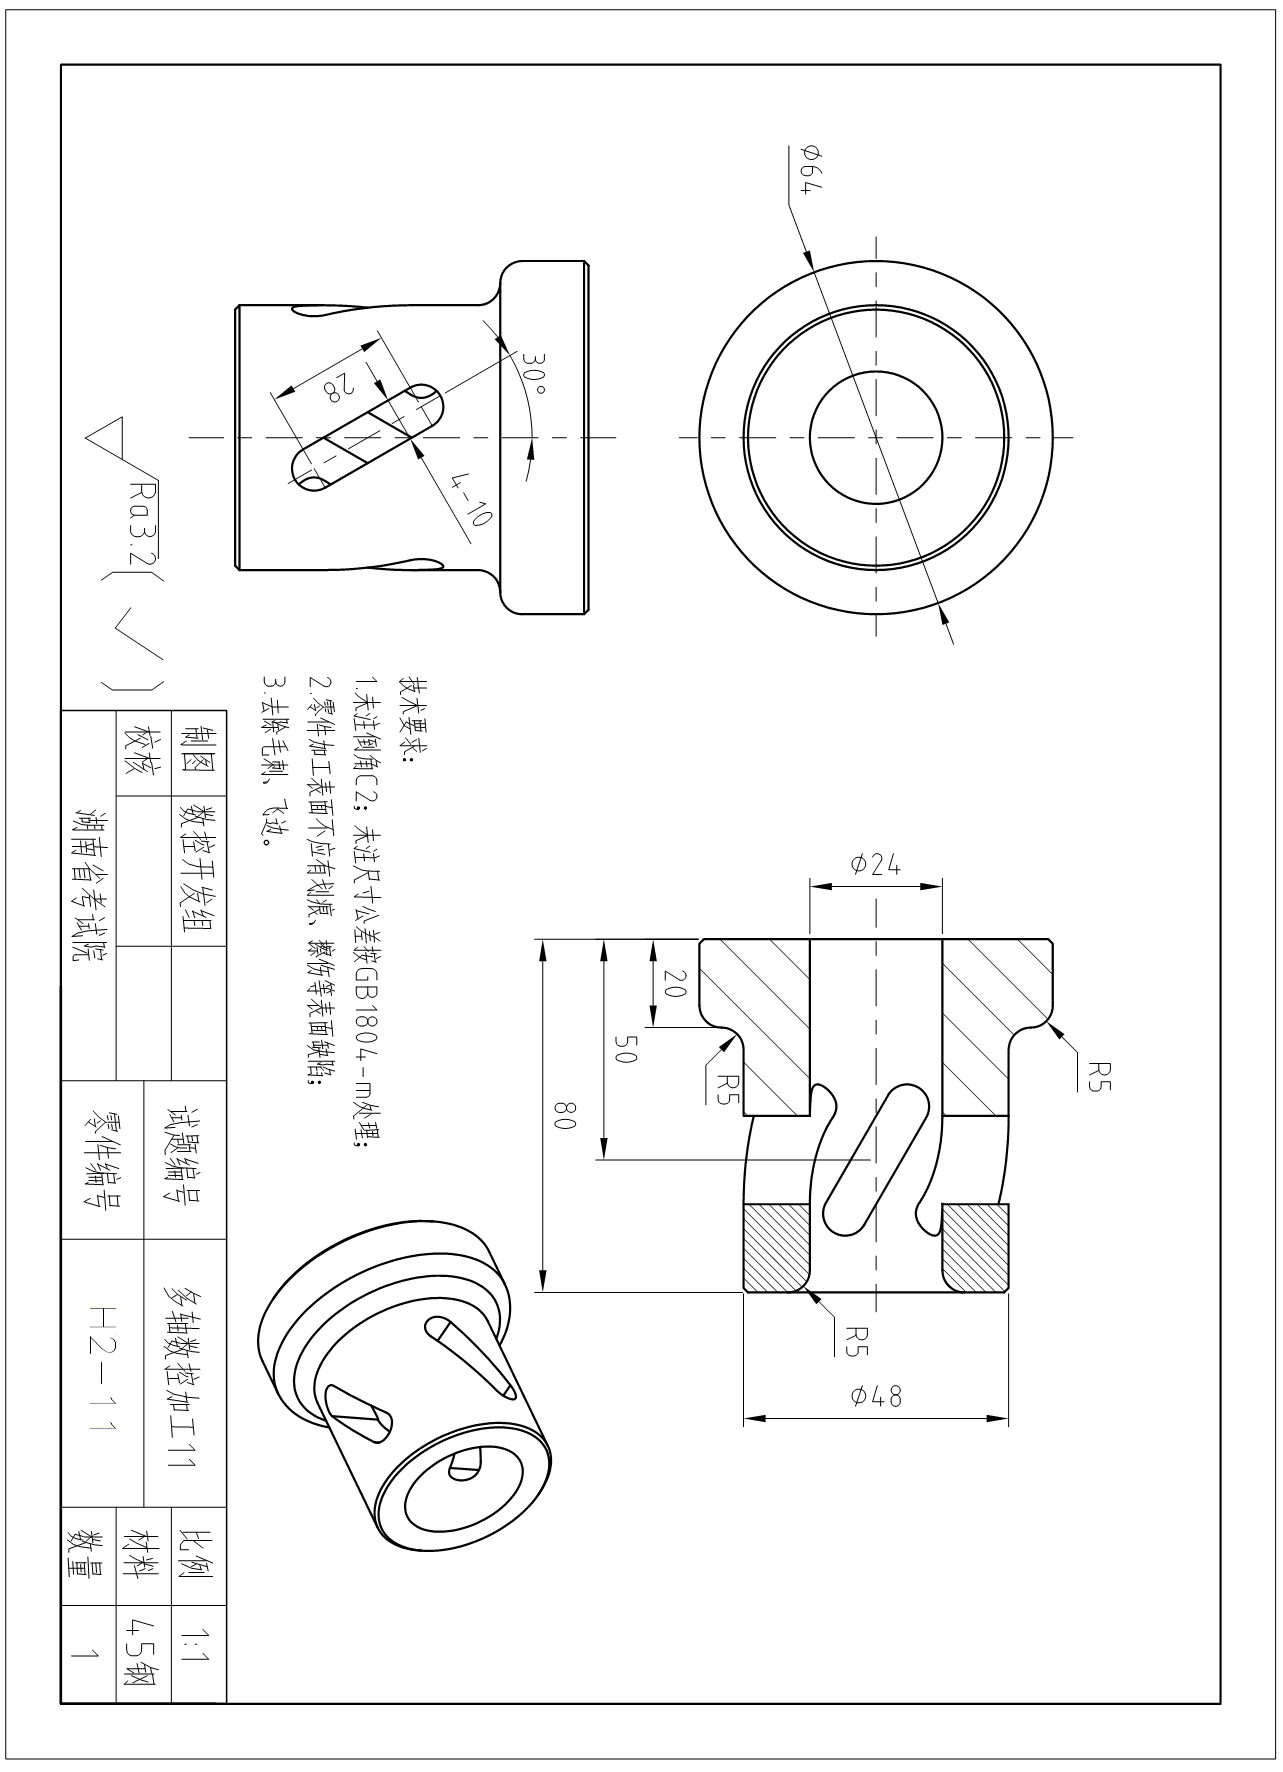 φ64
30°
28
4-10
Ra3.2
φ24
20
50
80
R5
R5
R5
φ48
技术要求:
1.未注倒角C2; 未注尺寸公差按GB1804-m处理;
2.零件加工表面不应有划痕、擦伤等表面缺陷;
3.去除毛刺、飞边。
制图 数控开发组 试题编号 多轴数控加工11 比例 1:1
校核 材料 45钢
湖南省考试院 零件编号 H2-11 数量 1